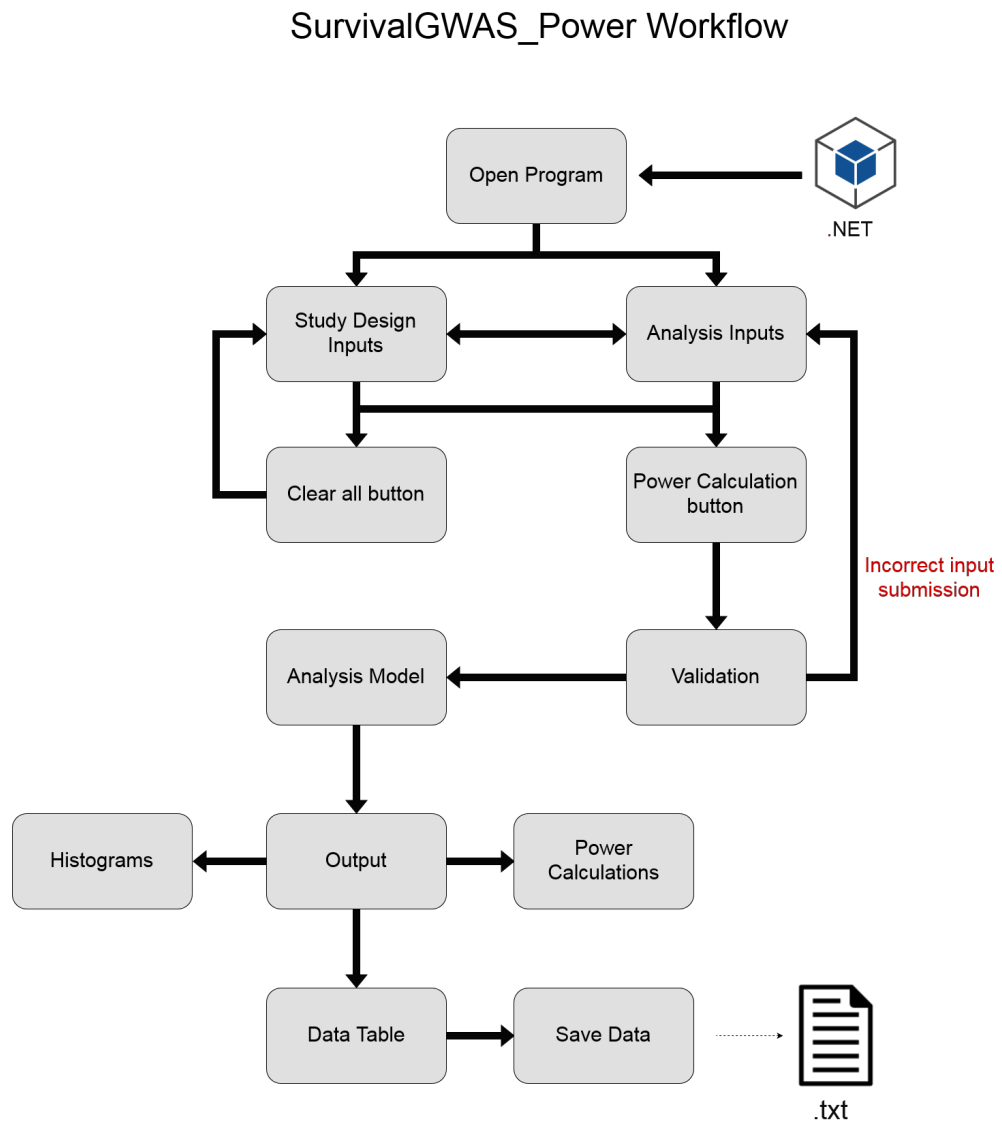 SurvivalGWAS_Power Workflow
Open Program
.NET
Study Design
Inputs
Analysis Inputs
Clear all button
Power Calculation
button
Incorrect input
submission
Analysis Model
Validation
Histograms
Output
Power
Calculations
Data Table
Save Data
.txt